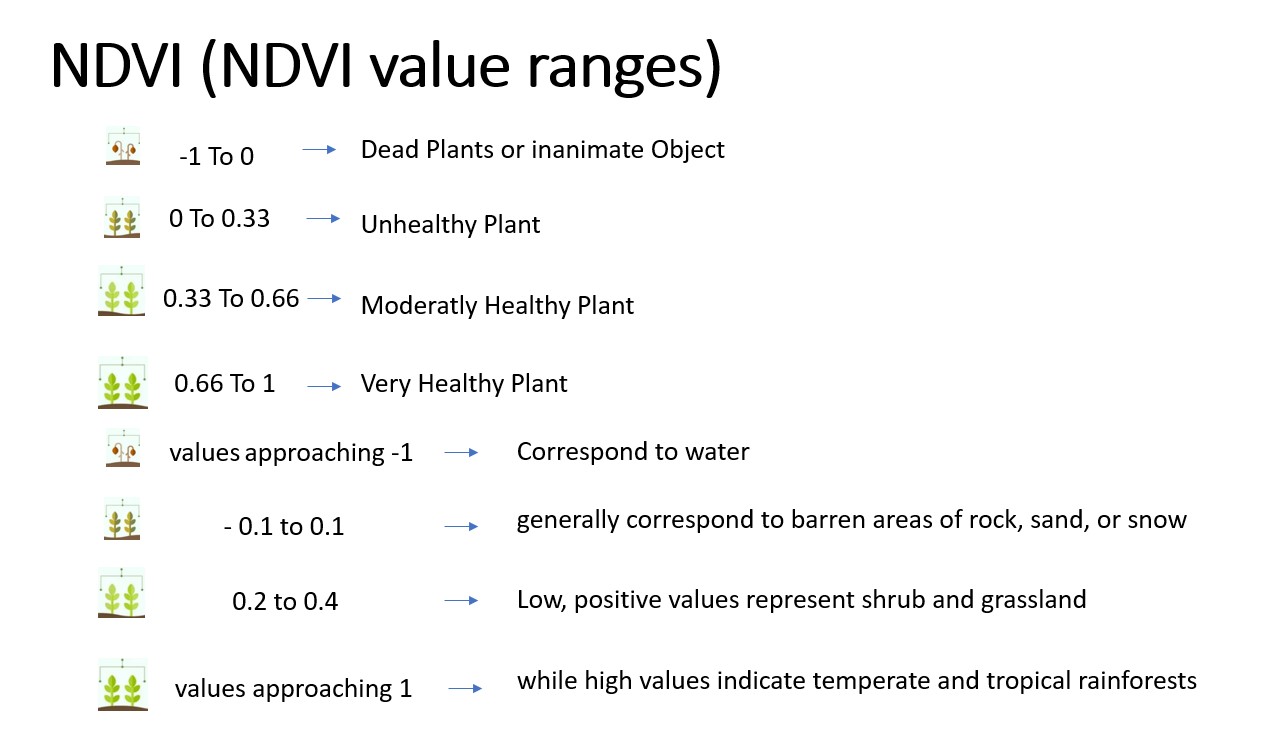 NDVI (NDVI value ranges)
-1 To 0 Dead Plants or inanimate Object
0 To 0.33 Unhealthy Plant
0.33 To 0.66 Moderatly Healthy Plant
0.66 To 1 Very Healthy Plant
values approaching -1 Correspond to water
- 0.1 to 0.1 generally correspond to barren areas of rock, sand, or snow
0.2 to 0.4 Low, positive values represent shrub and grassland
values approaching 1 while high values indicate temperate and tropical rainforests